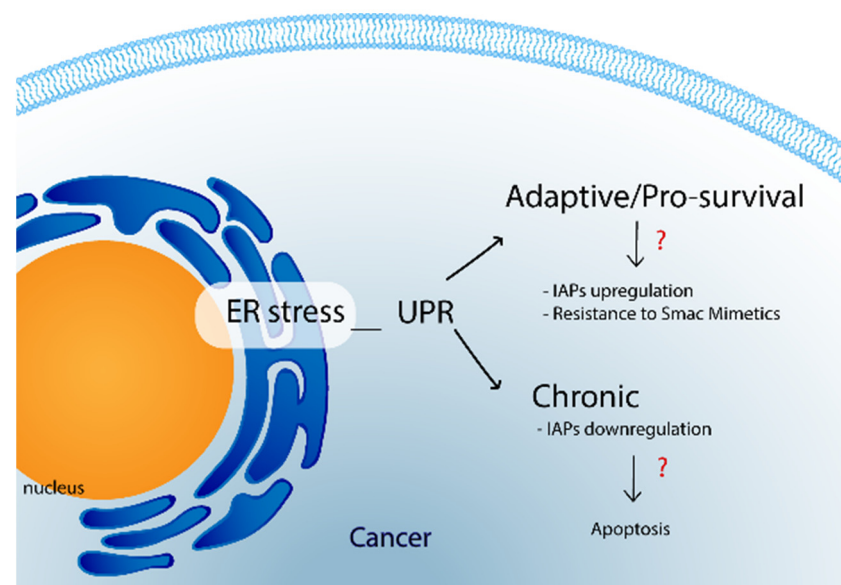 Adaptive/Pro-survival
?
- IAPs upregulation
- Resistance to Smac Mimetics
ER stress
UPR
Chronic
- IAPs downregulation
?
Apoptosis
nucleus
Cancer